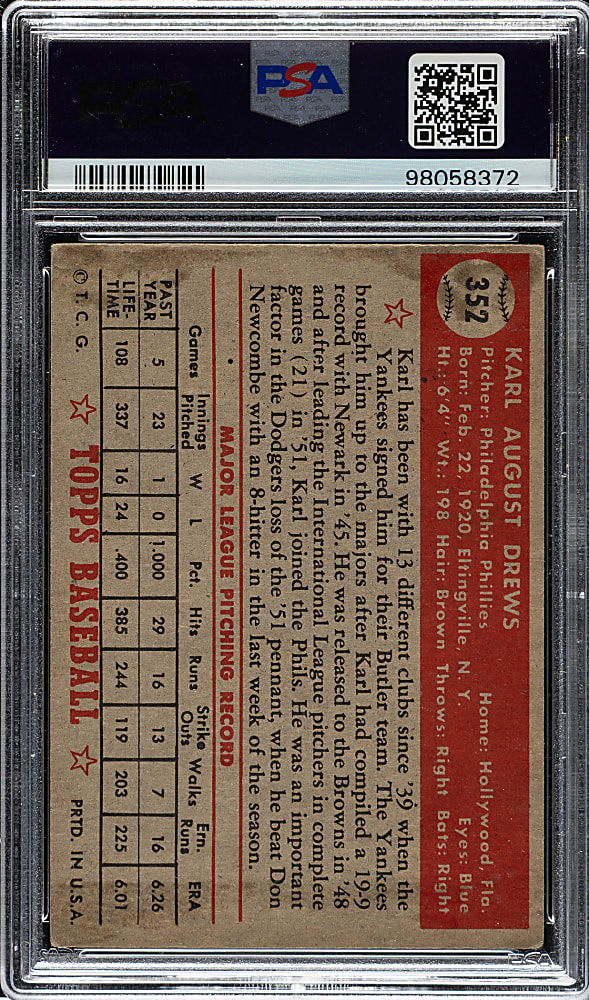 PSA
98058372
352
KARL AUGUST DREWS
Pitcher: Philadelphia Phillies Home: Hollywood, Fla.
Born: Feb. 22, 1920, Eltingville, N. Y. Eyes: Blue
Ht.: 6'4" Wt.: 198 Hair: Brown Throws: Right Bats: Right
Karl has been with 13 different clubs since '39 when the
Yankees signed him for their Butler team. The Yankees
brought him up to the majors after Karl had compiled a 19-9
record with Newark in '45. He was released to the Browns in '48
and after leading the International League pitchers in complete
games (21) in '51, Karl joined the Phils. He was an important
factor in the Dodgers loss of the '51 pennant, when he beat Don
Newcombe with an 8-hitter in the last week of the season.
MAJOR LEAGUE PITCHING RECORD
Games Innings Pitched W L Pct. Hits Runs Strike Outs Walks Ern. Runs ERA
PAST YEAR 5 23 1 0 1.000 29 16 13 7 16 6.26
LIFE-TIME 108 337 16 24 .400 385 244 119 203 225 6.01
© T. C. G. TOPPS BASEBALL PRTD. IN U.S.A.